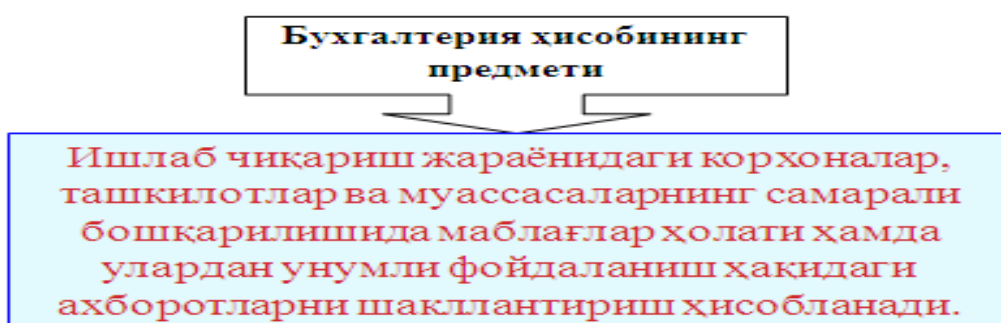 Бухгалтерия ҳисобининг
предмети
Ишлаб чиқариш жараёнидаги корхоналар,
ташкилотлар ва муассасаларнинг самарали
бошқарилишида маблағлар ҳолати ҳамда
улардан унумли фойдаланиш ҳақидаги
ахборотларни шакллантириш ҳисобланади.